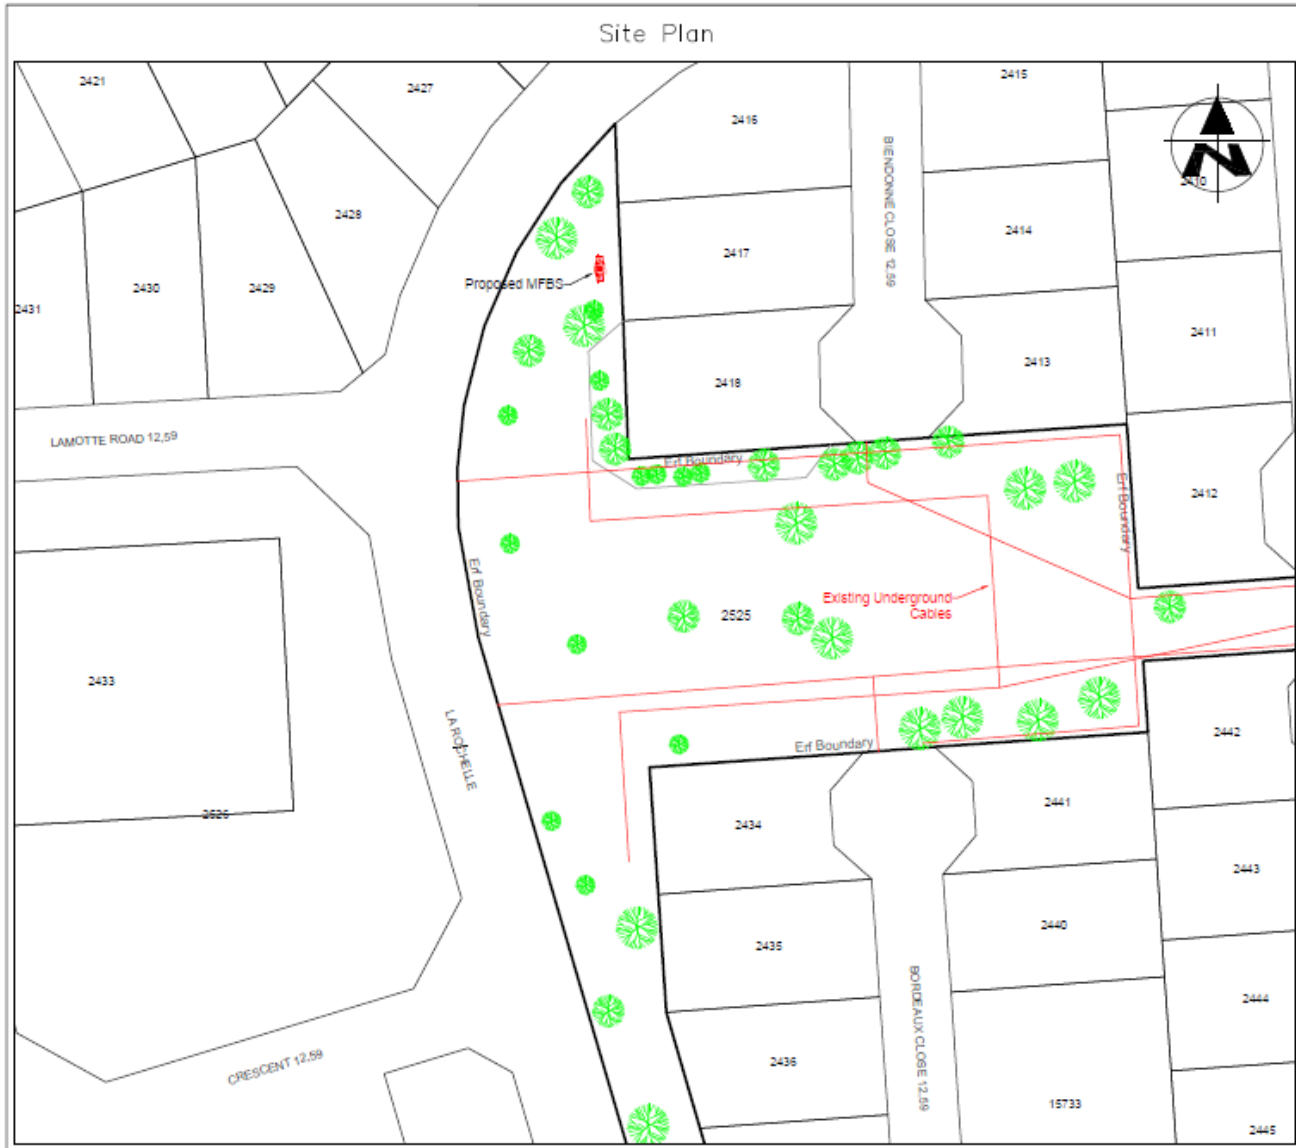 Site Plan
2421
2427
2416
2415
BIENDONNE CLOSE 12,59
N
2410
2428
2414
2417
2430
2429
Proposed MFBS
2431
2411
2413
2418
LAMOTTE ROAD 12,59
Erf Boundary
2412
Erf Boundary
Erf Boundary
Existing Underground
Cables
2525
2433
LA ROCHELLE
Erf Boundary
2442
2441
2526
2434
2443
2440
2435
BORDEAUX CLOSE 12,59
2444
2436
CRESCENT 12,59
15733
2445